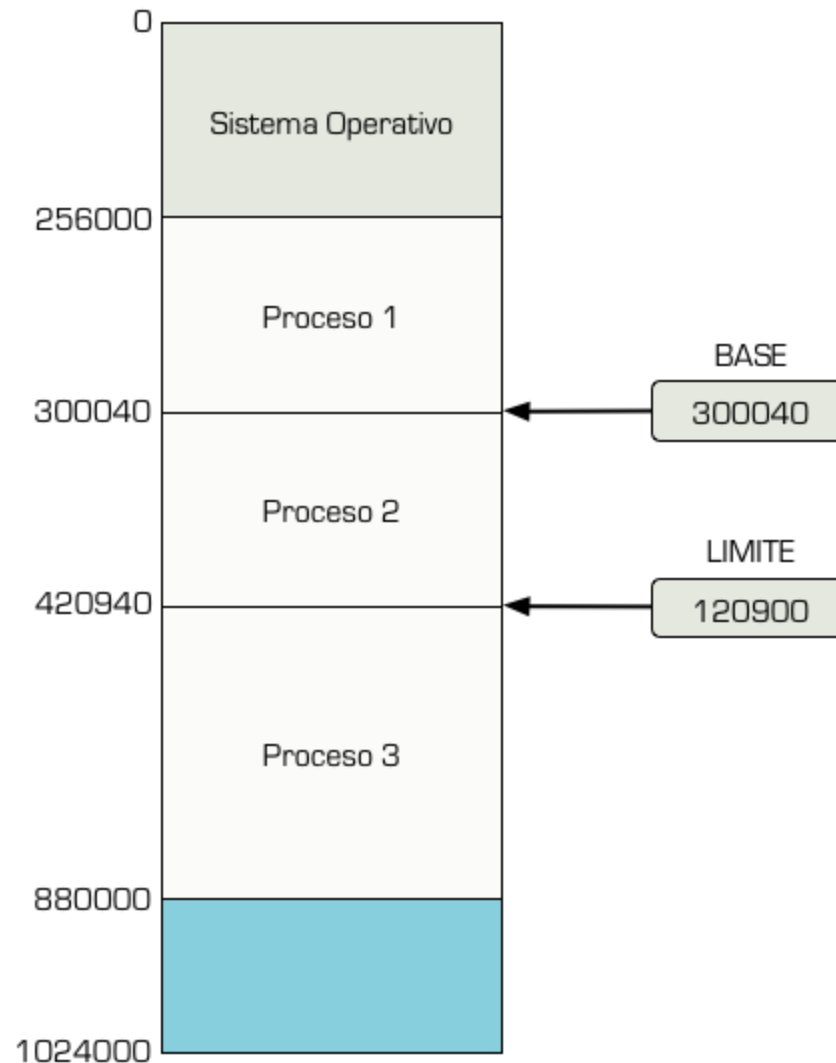 0
Sistema Operativo
256000
Proceso 1
BASE
300040
300040
Proceso 2
LIMITE
420940
120900
Proceso 3
880000
1024000